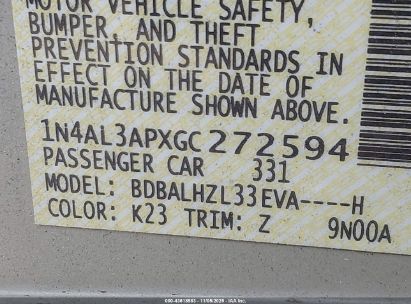 MOTOR VEHICLE SAFETY,
BUMPER, AND THEFT
PREVENTION STANDARDS IN
EFFECT ON THE DATE OF
MANUFACTURE SHOWN ABOVE.
1N4AL3APXGC272594
PASSENGER CAR 331
MODEL: BDBALHZL33EVA----H
COLOR: K23 TRIM: Z 9N00A